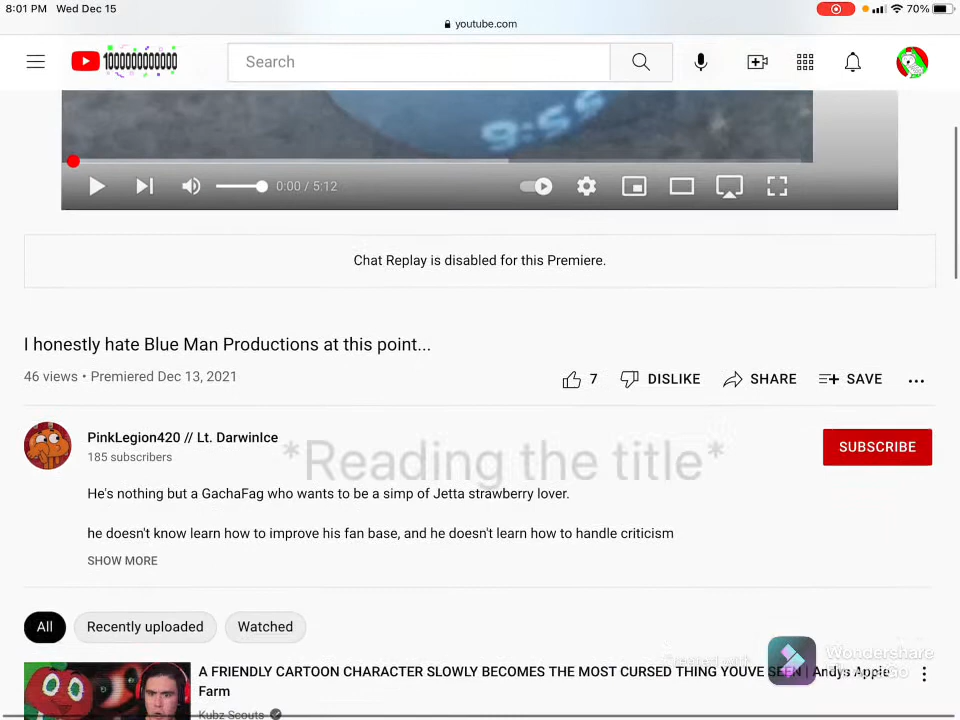 8:01 PM Wed Dec 15
70%
youtube.com
1000000000000
Search
9:56
0:00 / 5:12
Chat Replay is disabled for this Premiere.
I honestly hate Blue Man Productions at this point...
46 views • Premiered Dec 13, 2021
7 DISLIKE SHARE SAVE
PinkLegion420 // Lt. DarwinIce
185 subscribers
SUBSCRIBE
*Reading the title*
He's nothing but a GachaFag who wants to be a simp of Jetta strawberry lover.
he doesn't know learn how to improve his fan base, and he doesn't learn how to handle criticism
SHOW MORE
All Recently uploaded Watched
A FRIENDLY CARTOON CHARACTER SLOWLY BECOMES THE MOST CURSED THING YOUVE SEEN | Andys Apple
Farm
Kubz Scouts
Wondershare